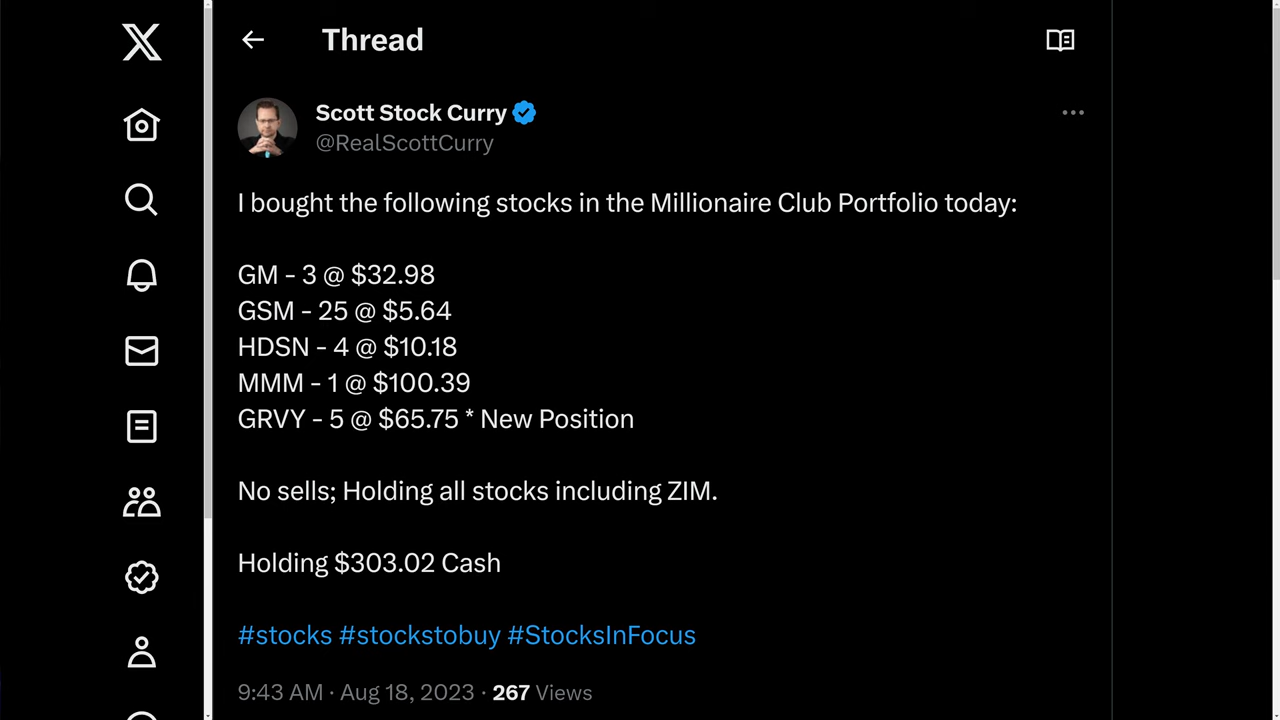 Thread
Scott Stock Curry
@RealScottCurry
I bought the following stocks in the Millionaire Club Portfolio today:
GM - 3 @ $32.98
GSM - 25 @ $5.64
HDSN - 4 @ $10.18
MMM - 1 @ $100.39
GRVY - 5 @ $65.75 * New Position
No sells; Holding all stocks including ZIM.
Holding $303.02 Cash
#stocks #stockstobuy #StocksInFocus
9:43 AM · Aug 18, 2023 · 267 Views